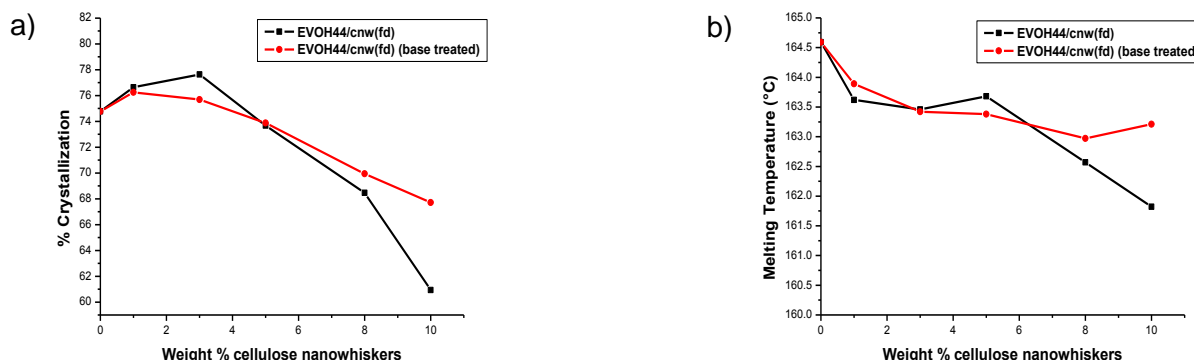 a)
% Crystallization
82
80
78
76
74
72
70
68
66
64
62
60
0 2 4 6 8 10
Weight % cellulose nanowhiskers
EVOH44/cnw(fd)
EVOH44/cnw(fd) (base treated)
b)
Melting Temperature (°C)
165.0
164.5
164.0
163.5
163.0
162.5
162.0
161.5
161.0
160.5
160.0
0 2 4 6 8 10
Weight % cellulose nanowhiskers
EVOH44/cnw(fd)
EVOH44/cnw(fd) (base treated)